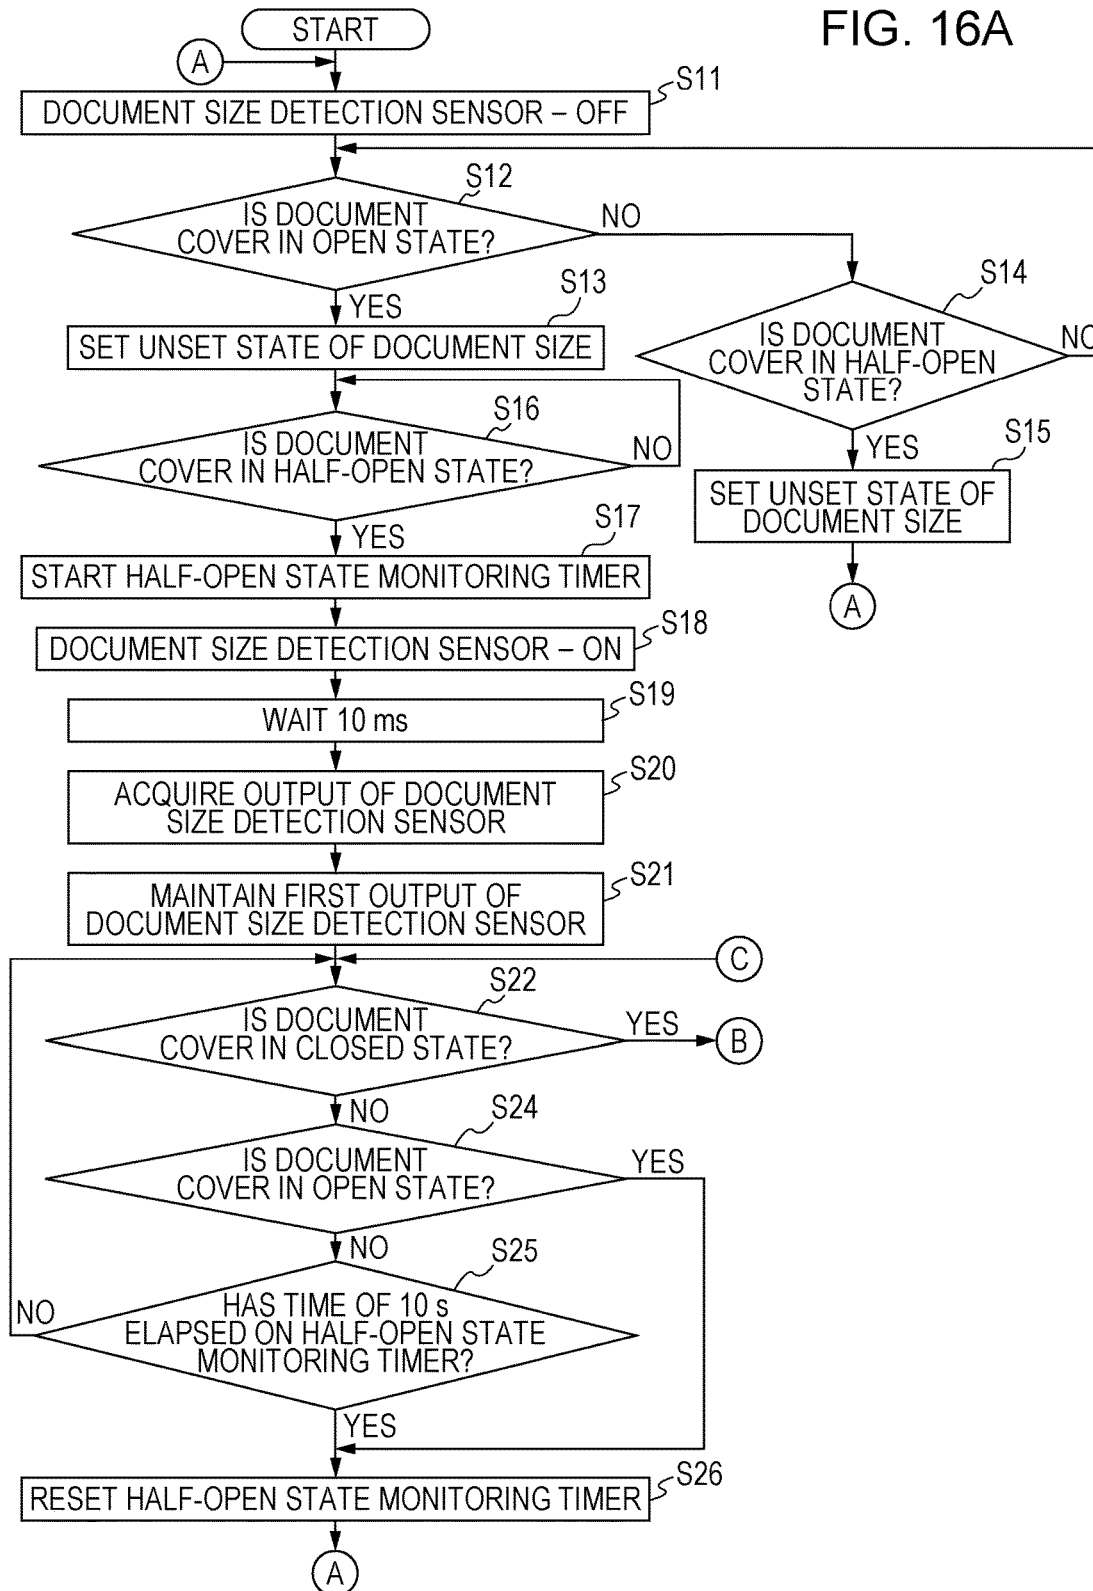 FIG. 16A
START
A
S11
DOCUMENT SIZE DETECTION SENSOR – OFF
S12
IS DOCUMENT
COVER IN OPEN STATE?
NO
YES
S13
SET UNSET STATE OF DOCUMENT SIZE
S14
IS DOCUMENT
COVER IN HALF-OPEN
STATE?
NO
YES
S15
SET UNSET STATE OF
DOCUMENT SIZE
A
S16
IS DOCUMENT
COVER IN HALF-OPEN STATE?
NO
YES
S17
START HALF-OPEN STATE MONITORING TIMER
S18
DOCUMENT SIZE DETECTION SENSOR – ON
S19
WAIT 10 ms
S20
ACQUIRE OUTPUT OF DOCUMENT
SIZE DETECTION SENSOR
S21
MAINTAIN FIRST OUTPUT OF
DOCUMENT SIZE DETECTION SENSOR
C
S22
IS DOCUMENT
COVER IN CLOSED STATE?
YES
B
NO
S24
IS DOCUMENT
COVER IN OPEN STATE?
YES
NO
S25
HAS TIME OF 10 s
ELAPSED ON HALF-OPEN STATE
MONITORING TIMER?
NO
YES
S26
RESET HALF-OPEN STATE MONITORING TIMER
A